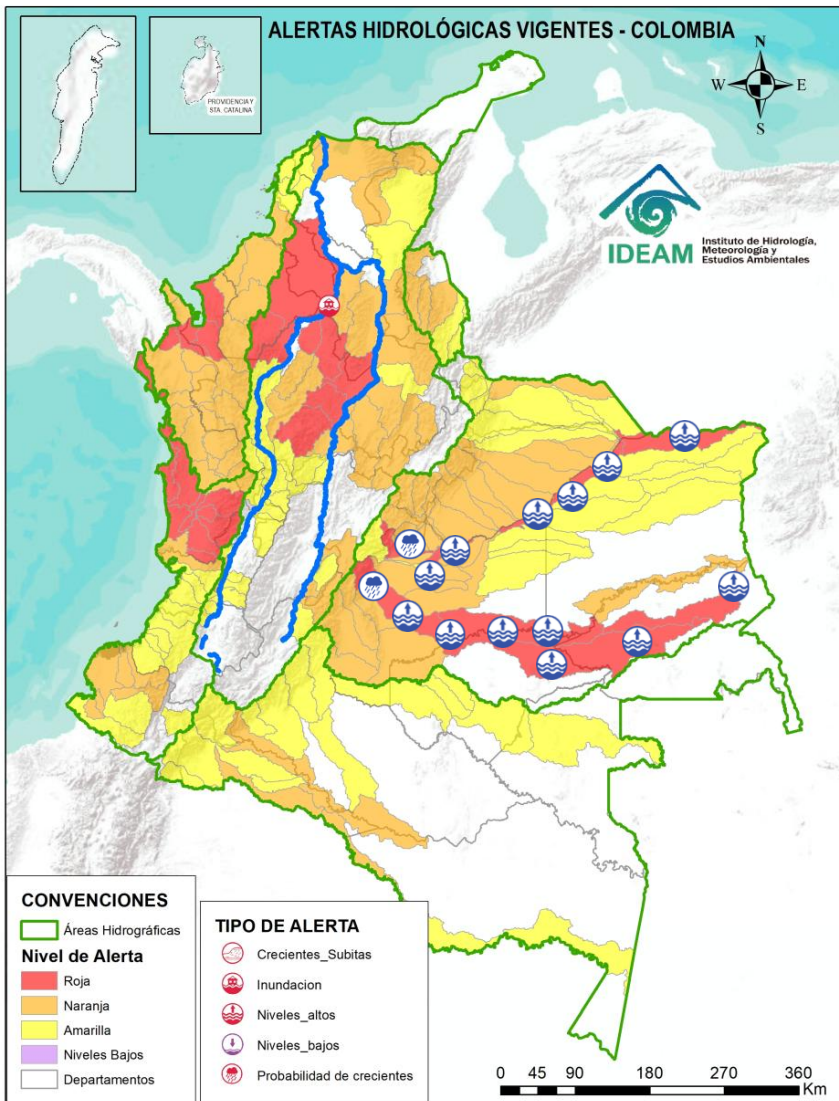 ALERTAS HIDROLÓGICAS VIGENTES - COLOMBIA
PROVIDENCIA Y
STA. CATALINA
N
W
E
S
IDEAM
Instituto de Hidrología,
Meteorología y
Estudios Ambientales
CONVENCIONES
Áreas Hidrográficas
Nivel de Alerta
Roja
Naranja
Amarilla
Niveles Bajos
Departamentos
TIPO DE ALERTA
Crecientes_Subitas
Inundacion
Niveles_altos
Niveles_bajos
Probabilidad de crecientes
0 45 90 180 270 360
Km